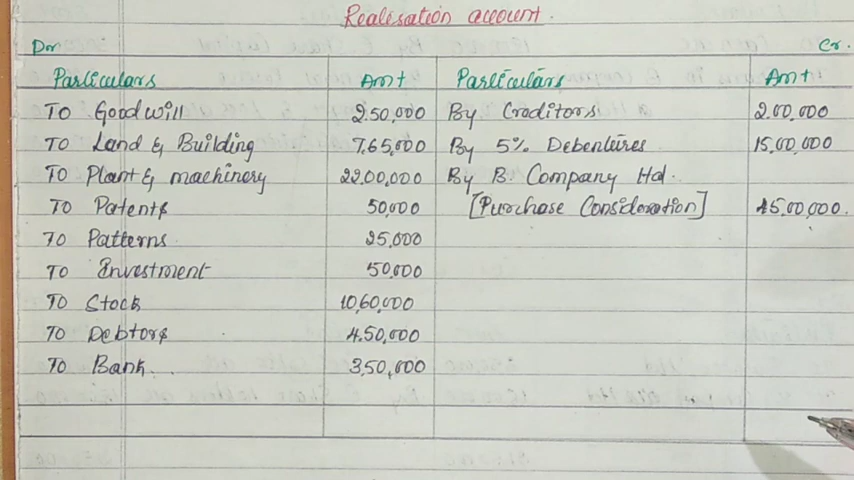 Realisation account.
Dr Cr.
Particulars Amt Particulars Amt
To Goodwill 2,50,000 By Creditors 2,00,000
To Land & Building 7,65,000 By 5% Debentures 15,00,000
To Plant & machinery 22,00,000 By B. Company Ltd.
To Patents 50,000 [Purchase Consideration] 45,00,000.
To Patterns 25,000
To Investment 50,000
To Stock 10,60,000
To Debtors 4,50,000
To Bank 3,50,000